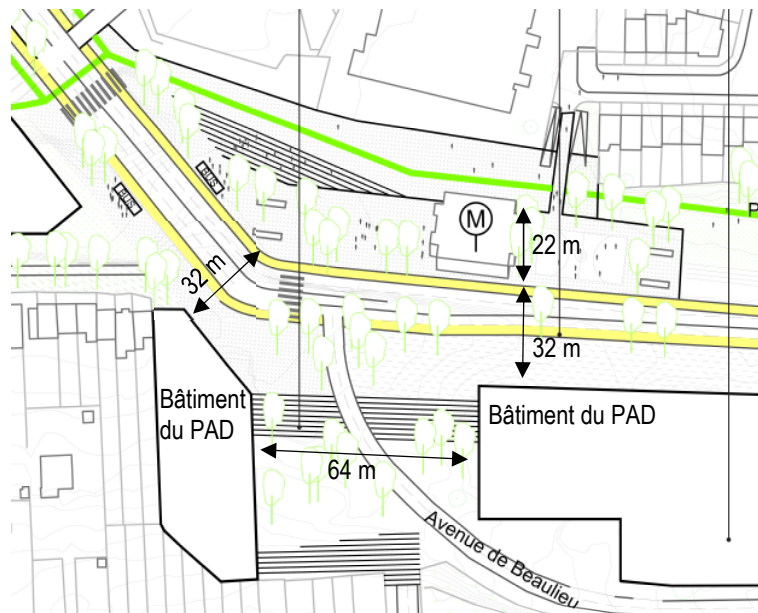 BUS
BUS
M
22 m
P
32 m
32 m
Bâtiment
du PAD
Bâtiment du PAD
64 m
Avenue de Beaulieu